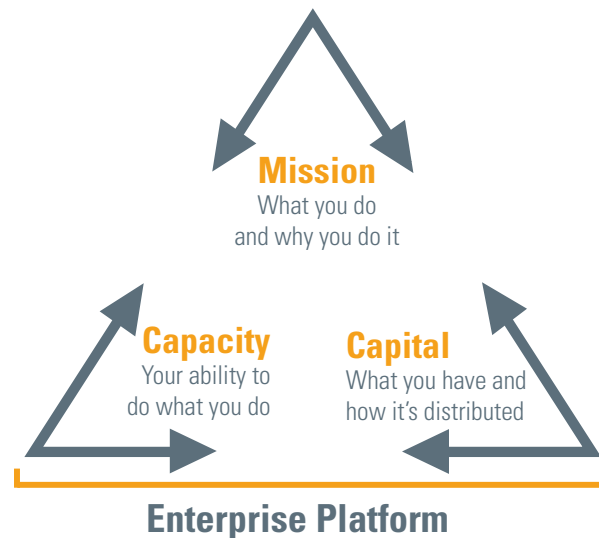 Mission
What you do
and why you do it
Capacity
Your ability to
do what you do
Capital
What you have and
how it’s distributed
Enterprise Platform